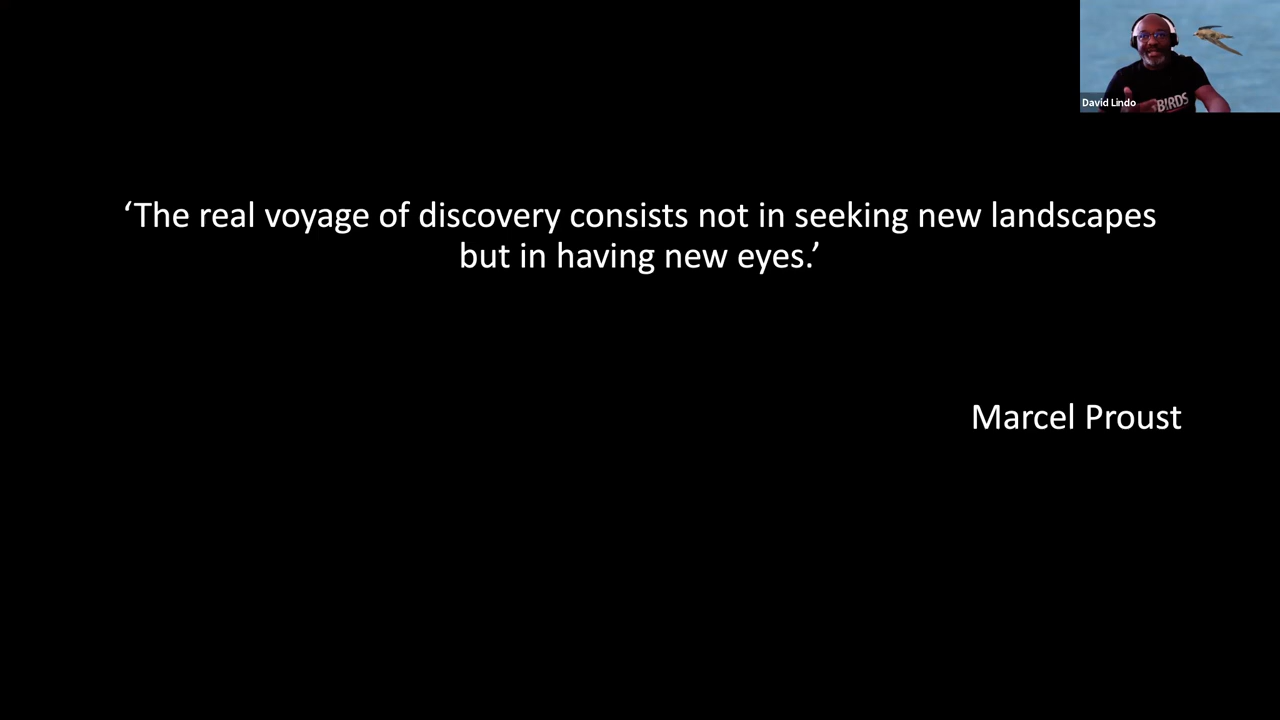 David Lindo
BIRDS
‘The real voyage of discovery consists not in seeking new landscapes
but in having new eyes.’
Marcel Proust